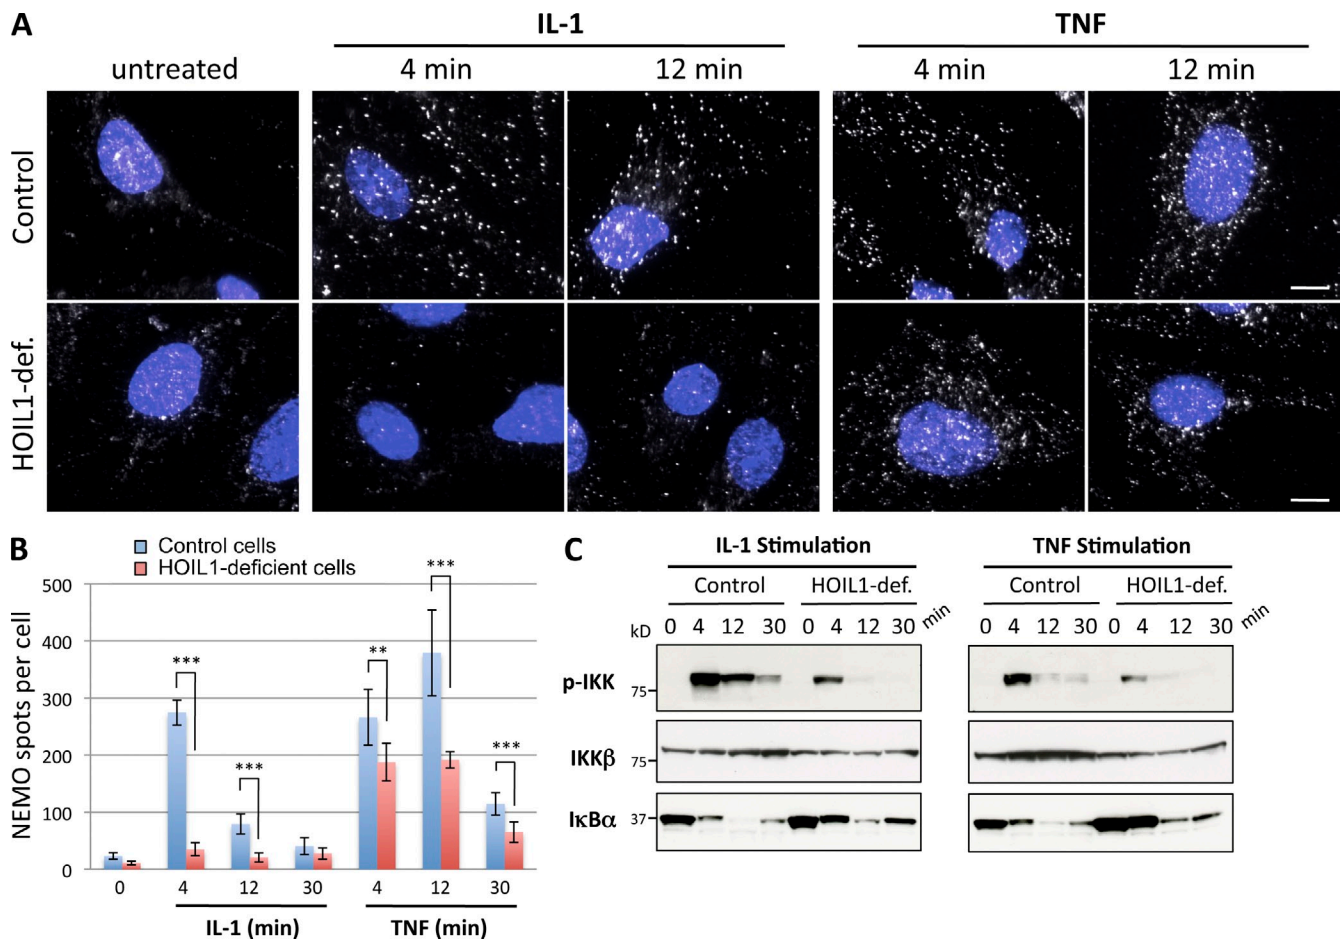 A
IL-1
TNF
untreated
4 min
12 min
4 min
12 min
Control
HOIL1-def.
B
Control cells
HOIL1-deficient cells
NEMO spots per cell
500
400
300
200
100
0
***
***
**
***
***
0
4
12
30
4
12
30
IL-1 (min)
TNF (min)
C
IL-1 Stimulation
TNF Stimulation
Control
HOIL1-def.
Control
HOIL1-def.
kD
0 4 12 30 0 4 12 30 min
0 4 12 30 0 4 12 30 min
p-IKK
75
IKKβ
75
IκBα
37